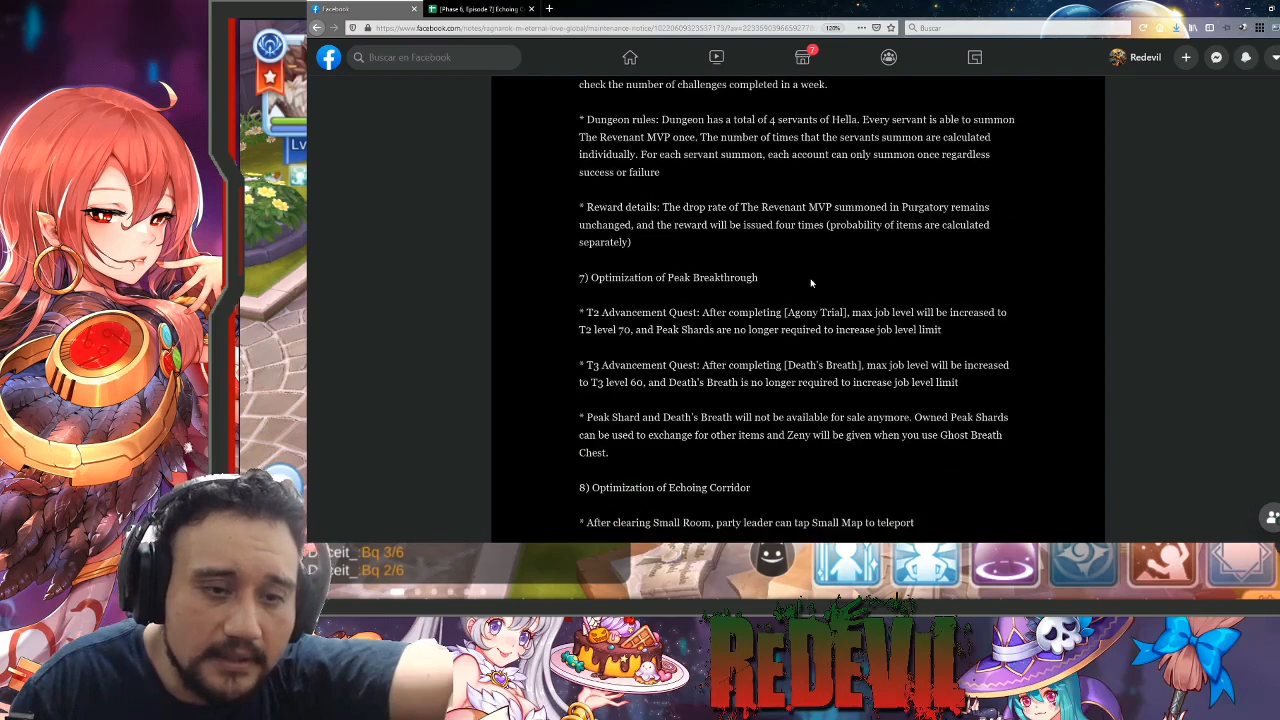 Facebook
[Phase 6, Episode 7] Echoing C
120%
Buscar
Buscar en Facebook
7
Redevil
check the number of challenges completed in a week.
* Dungeon rules: Dungeon has a total of 4 servants of Hella. Every servant is able to summon
The Revenant MVP once. The number of times that the servants summon are calculated
individually. For each servant summon, each account can only summon once regardless
success or failure
* Reward details: The drop rate of The Revenant MVP summoned in Purgatory remains
unchanged, and the reward will be issued four times (probability of items are calculated
separately)
7) Optimization of Peak Breakthrough
* T2 Advancement Quest: After completing [Agony Trial], max job level will be increased to
T2 level 70, and Peak Shards are no longer required to increase job level limit
* T3 Advancement Quest: After completing [Death's Breath], max job level will be increased
to T3 level 60, and Death's Breath is no longer required to increase job level limit
* Peak Shard and Death's Breath will not be available for sale anymore. Owned Peak Shards
can be used to exchange for other items and Zeny will be given when you use Ghost Breath
Chest.
8) Optimization of Echoing Corridor
* After clearing Small Room, party leader can tap Small Map to teleport
Lv
:Bq 3/6
:Bq 2/6
REDEVIL